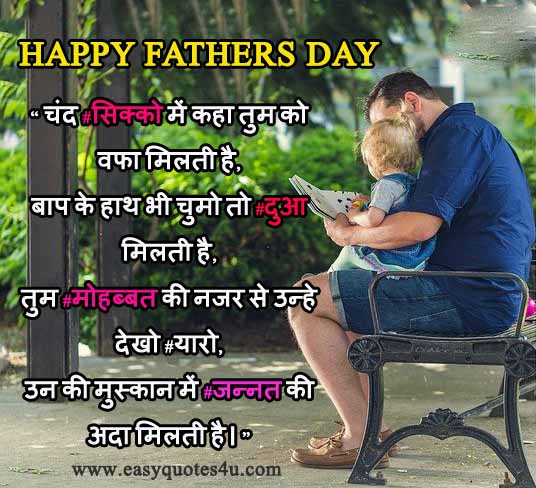 HAPPY FATHERS DAY
“ चंद #सिक्को में कहा तुम को
वफा मिलती है,
बाप के हाथ भी चुमो तो #दुआ
मिलती है,
तुम #मोहब्बत की नजर से उन्हे
देखो #यारो,
उन की मुस्कान में #जन्नत की
अदा मिलती है। ”
www.easyquotes4u.com